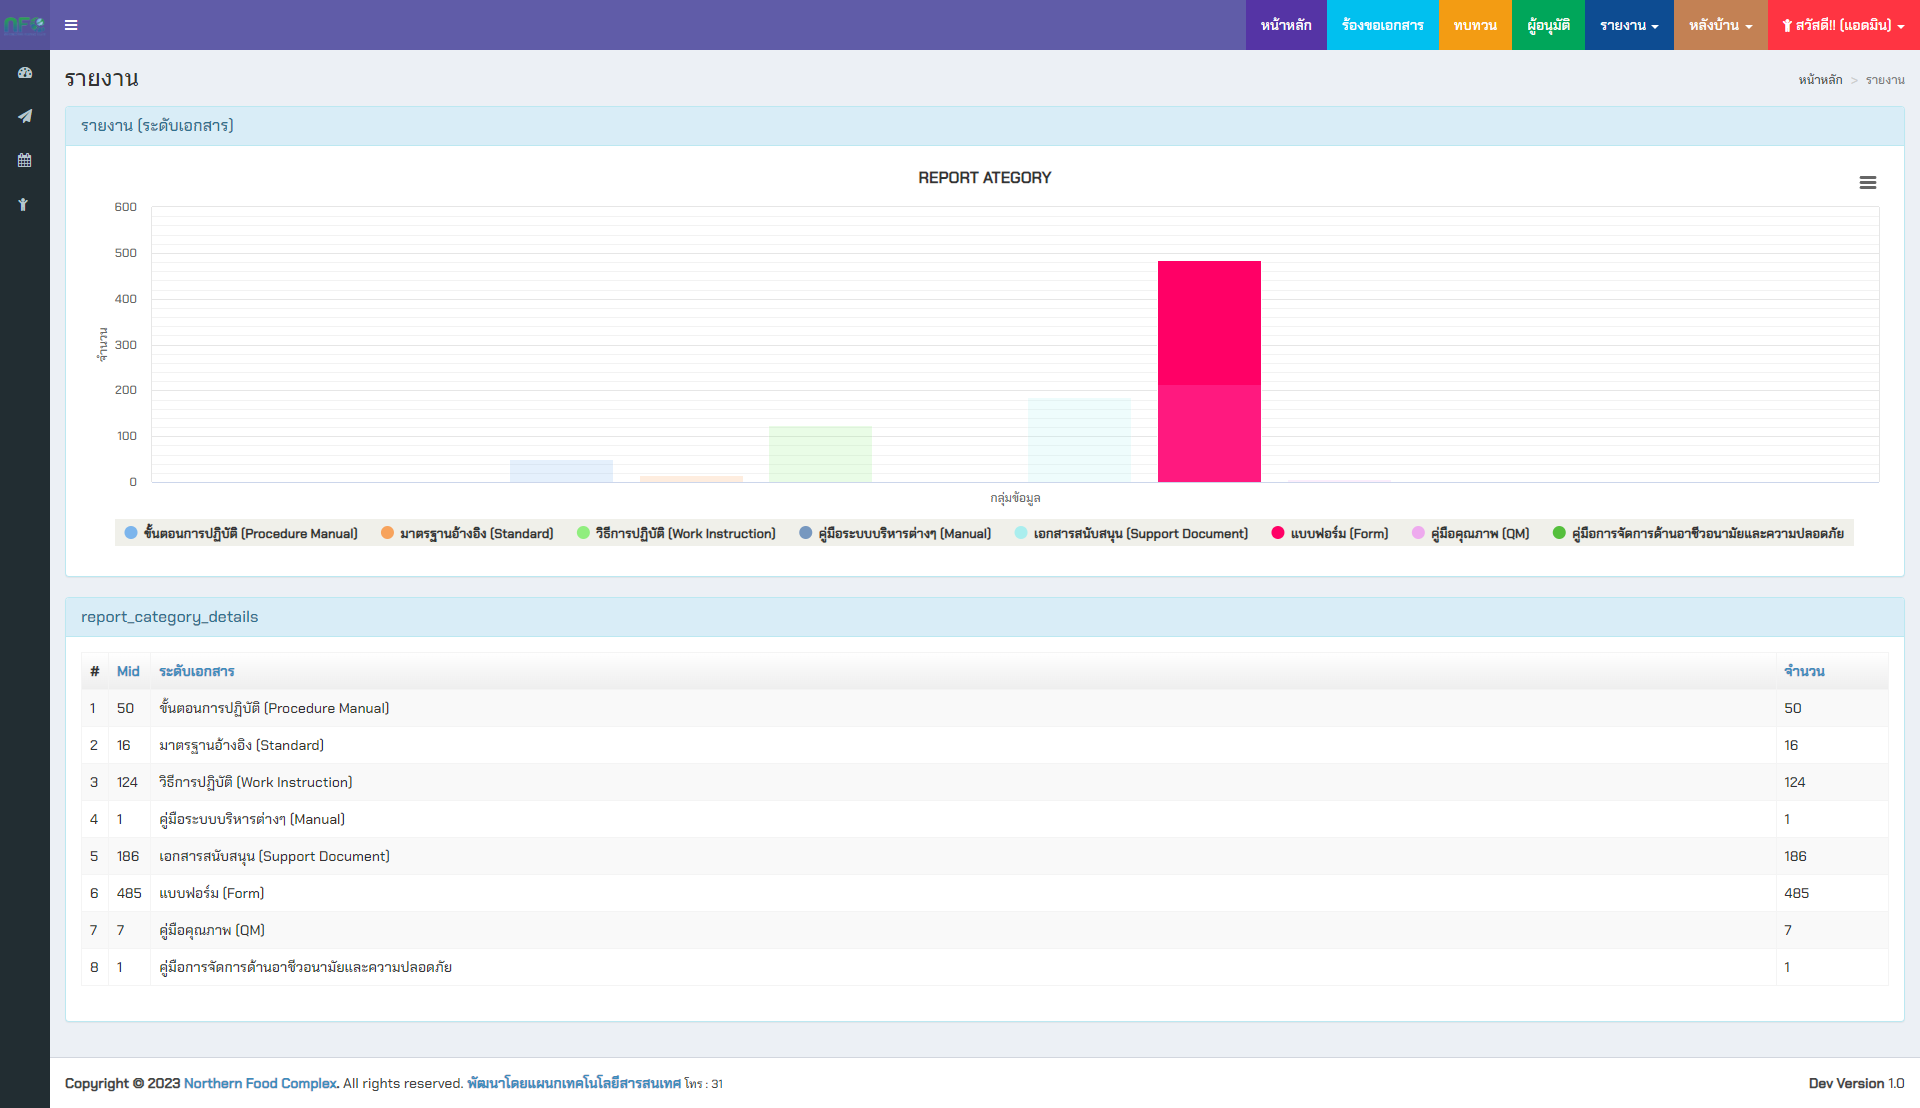 หน้าหลัก
ร้องขอเอกสาร
ทบทวน
ผู้อนุมัติ
รายงาน
หลังบ้าน
สวัสดี!! (แอดมิน)
รายงาน
หน้าหลัก > รายงาน
รายงาน (ระดับเอกสาร)
REPORT ATEGORY
600
500
400
300
200
100
0
จำนวน
กลุ่มข้อมูล
ขั้นตอนการปฏิบัติ (Procedure Manual)
มาตรฐานอ้างอิง (Standard)
วิธีการปฏิบัติ (Work Instruction)
คู่มือระบบบริหารต่างๆ (Manual)
เอกสารสนับสนุน (Support Document)
แบบฟอร์ม (Form)
คู่มือคุณภาพ (QM)
คู่มือการจัดการด้านอาชีวอนามัยและความปลอดภัย
report_category_details
# Mid ระดับเอกสาร จำนวน
1 50 ขั้นตอนการปฏิบัติ (Procedure Manual) 50
2 16 มาตรฐานอ้างอิง (Standard) 16
3 124 วิธีการปฏิบัติ (Work Instruction) 124
4 1 คู่มือระบบบริหารต่างๆ (Manual) 1
5 186 เอกสารสนับสนุน (Support Document) 186
6 485 แบบฟอร์ม (Form) 485
7 7 คู่มือคุณภาพ (QM) 7
8 1 คู่มือการจัดการด้านอาชีวอนามัยและความปลอดภัย 1
Copyright © 2023 Northern Food Complex. All rights reserved. พัฒนาโดยแผนกเทคโนโลยีสารสนเทศ โทร : 31
Dev Version 1.0